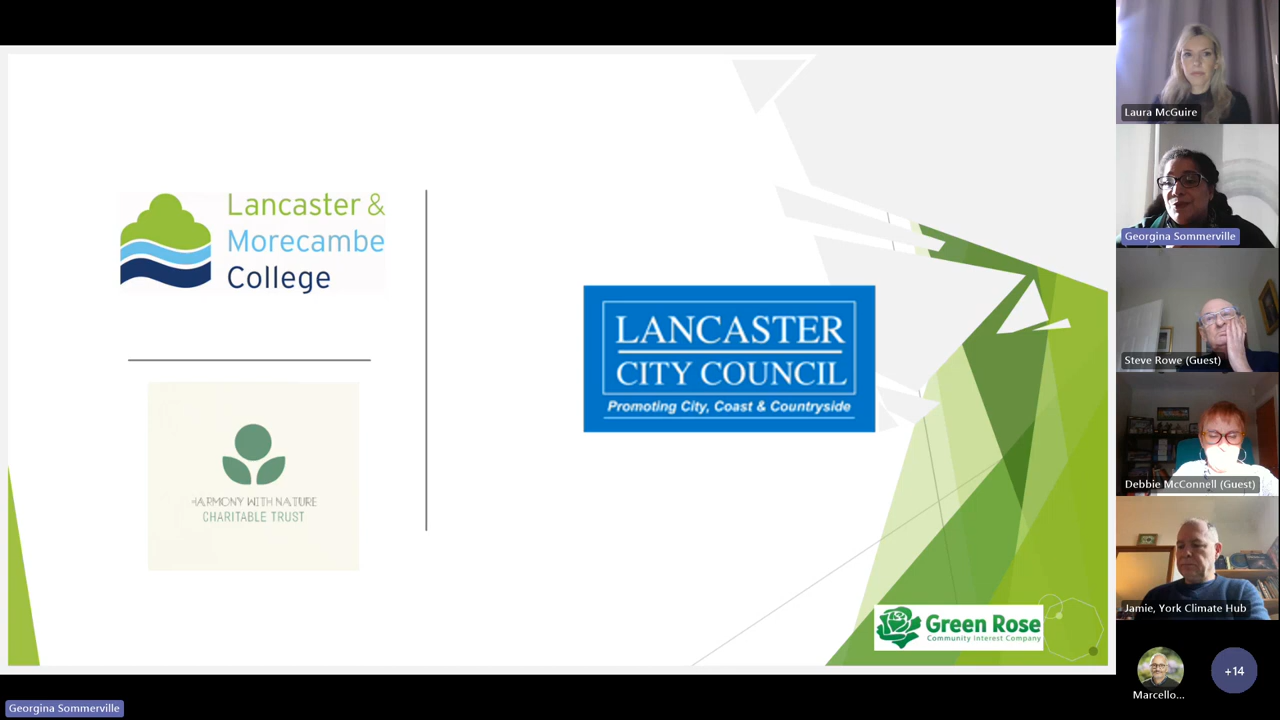 Lancaster &
Morecambe
College
HARMONY WITH NATURE
CHARITABLE TRUST
LANCASTER
CITY COUNCIL
Promoting City, Coast & Countryside
Green Rose
Community Interest Company
Laura McGuire
Georgina Sommerville
Steve Rowe (Guest)
Debbie McConnell (Guest)
Jamie, York Climate Hub
Marcello...
+14
Georgina Sommerville